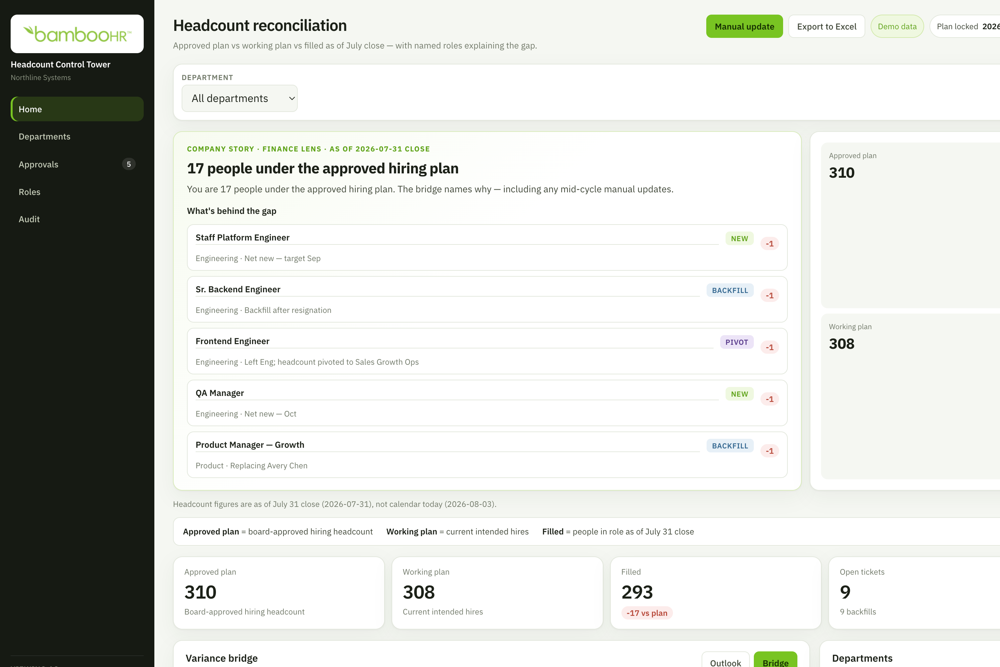 bambooHR™
Headcount Control Tower
Northline Systems
Home
Departments
Approvals 5
Roles
Audit
Headcount reconciliation
Approved plan vs working plan vs filled as of July close — with named roles explaining the gap.
Manual update
Export to Excel
Demo data
Plan locked 2026
DEPARTMENT
All departments
COMPANY STORY · FINANCE LENS · AS OF 2026-07-31 CLOSE
17 people under the approved hiring plan
You are 17 people under the approved hiring plan. The bridge names why — including any mid-cycle manual updates.
What's behind the gap
Staff Platform Engineer NEW -1
Engineering · Net new — target Sep
Sr. Backend Engineer BACKFILL -1
Engineering · Backfill after resignation
Frontend Engineer PIVOT -1
Engineering · Left Eng; headcount pivoted to Sales Growth Ops
QA Manager NEW -1
Engineering · Net new — Oct
Product Manager — Growth BACKFILL -1
Product · Replacing Avery Chen
Approved plan
310
Working plan
308
Headcount figures are as of July 31 close (2026-07-31), not calendar today (2026-08-03).
Approved plan = board-approved hiring headcount Working plan = current intended hires Filled = people in role as of July 31 close
Approved plan
310
Board-approved hiring headcount
Working plan
308
Current intended hires
Filled
293
-17 vs plan
Open tickets
9
9 backfills
Variance bridge
Outlook
Bridge
Departments